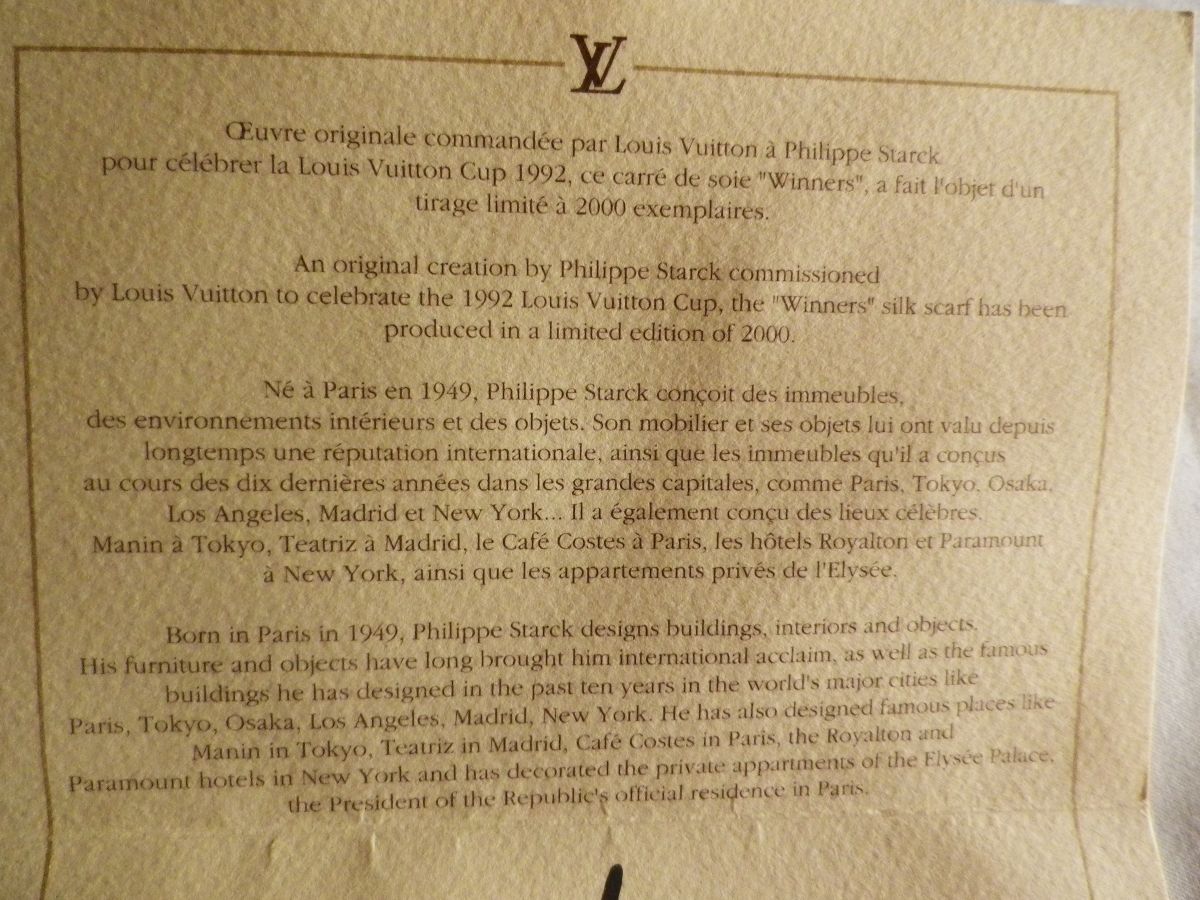 LV
Œuvre originale commandée par Louis Vuitton à Philippe Starck
pour célébrer la Louis Vuitton Cup 1992, ce carré de soie "Winners", a fait l'objet d'un
tirage limité à 2000 exemplaires.
An original creation by Philippe Starck commissioned
by Louis Vuitton to celebrate the 1992 Louis Vuitton Cup, the "Winners" silk scarf has been
produced in a limited edition of 2000.
Né à Paris en 1949, Philippe Starck conçoit des immeubles,
des environnements intérieurs et des objets. Son mobilier et ses objets lui ont valu depuis
longtemps une réputation internationale, ainsi que les immeubles qu'il a conçus
au cours des dix dernières années dans les grandes capitales, comme Paris, Tokyo, Osaka,
Los Angeles, Madrid et New York... Il a également conçu des lieux célèbres.
Manin à Tokyo, Teatriz à Madrid, le Café Costes à Paris, les hôtels Royalton et Paramount
à New York, ainsi que les appartements privés de l'Elysée.
Born in Paris in 1949, Philippe Starck designs buildings, interiors and objects.
His furniture and objects have long brought him international acclaim, as well as the famous
buildings he has designed in the past ten years in the world's major cities like
Paris, Tokyo, Osaka, Los Angeles, Madrid, New York. He has also designed famous places like
Manin in Tokyo, Teatriz in Madrid, Café Costes in Paris, the Royalton and
Paramount hotels in New York and has decorated the private appartments of the Elysée Palace,
the President of the Republic's official residence in Paris.